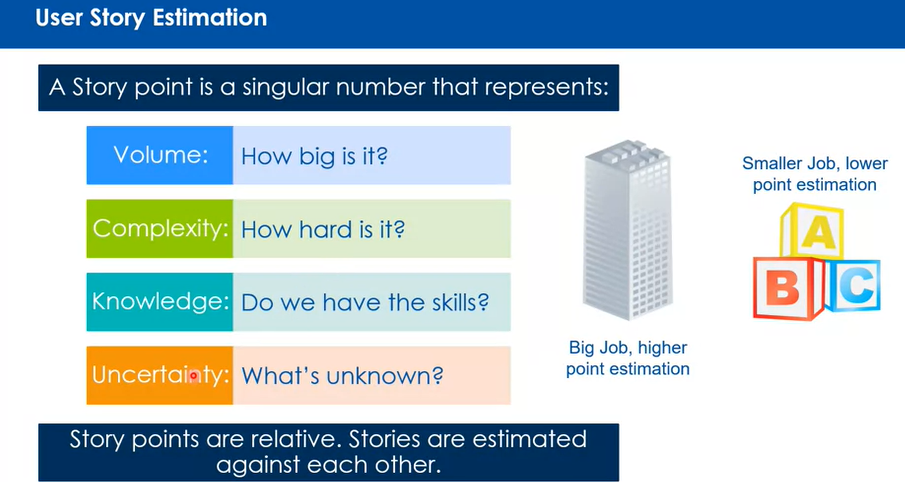 User Story Estimation
A Story point is a singular number that represents:
Volume: How big is it?
Complexity: How hard is it?
Knowledge: Do we have the skills?
Uncertainty: What's unknown?
Story points are relative. Stories are estimated
against each other.
Big Job, higher
point estimation
Smaller Job, lower
point estimation
A
B C